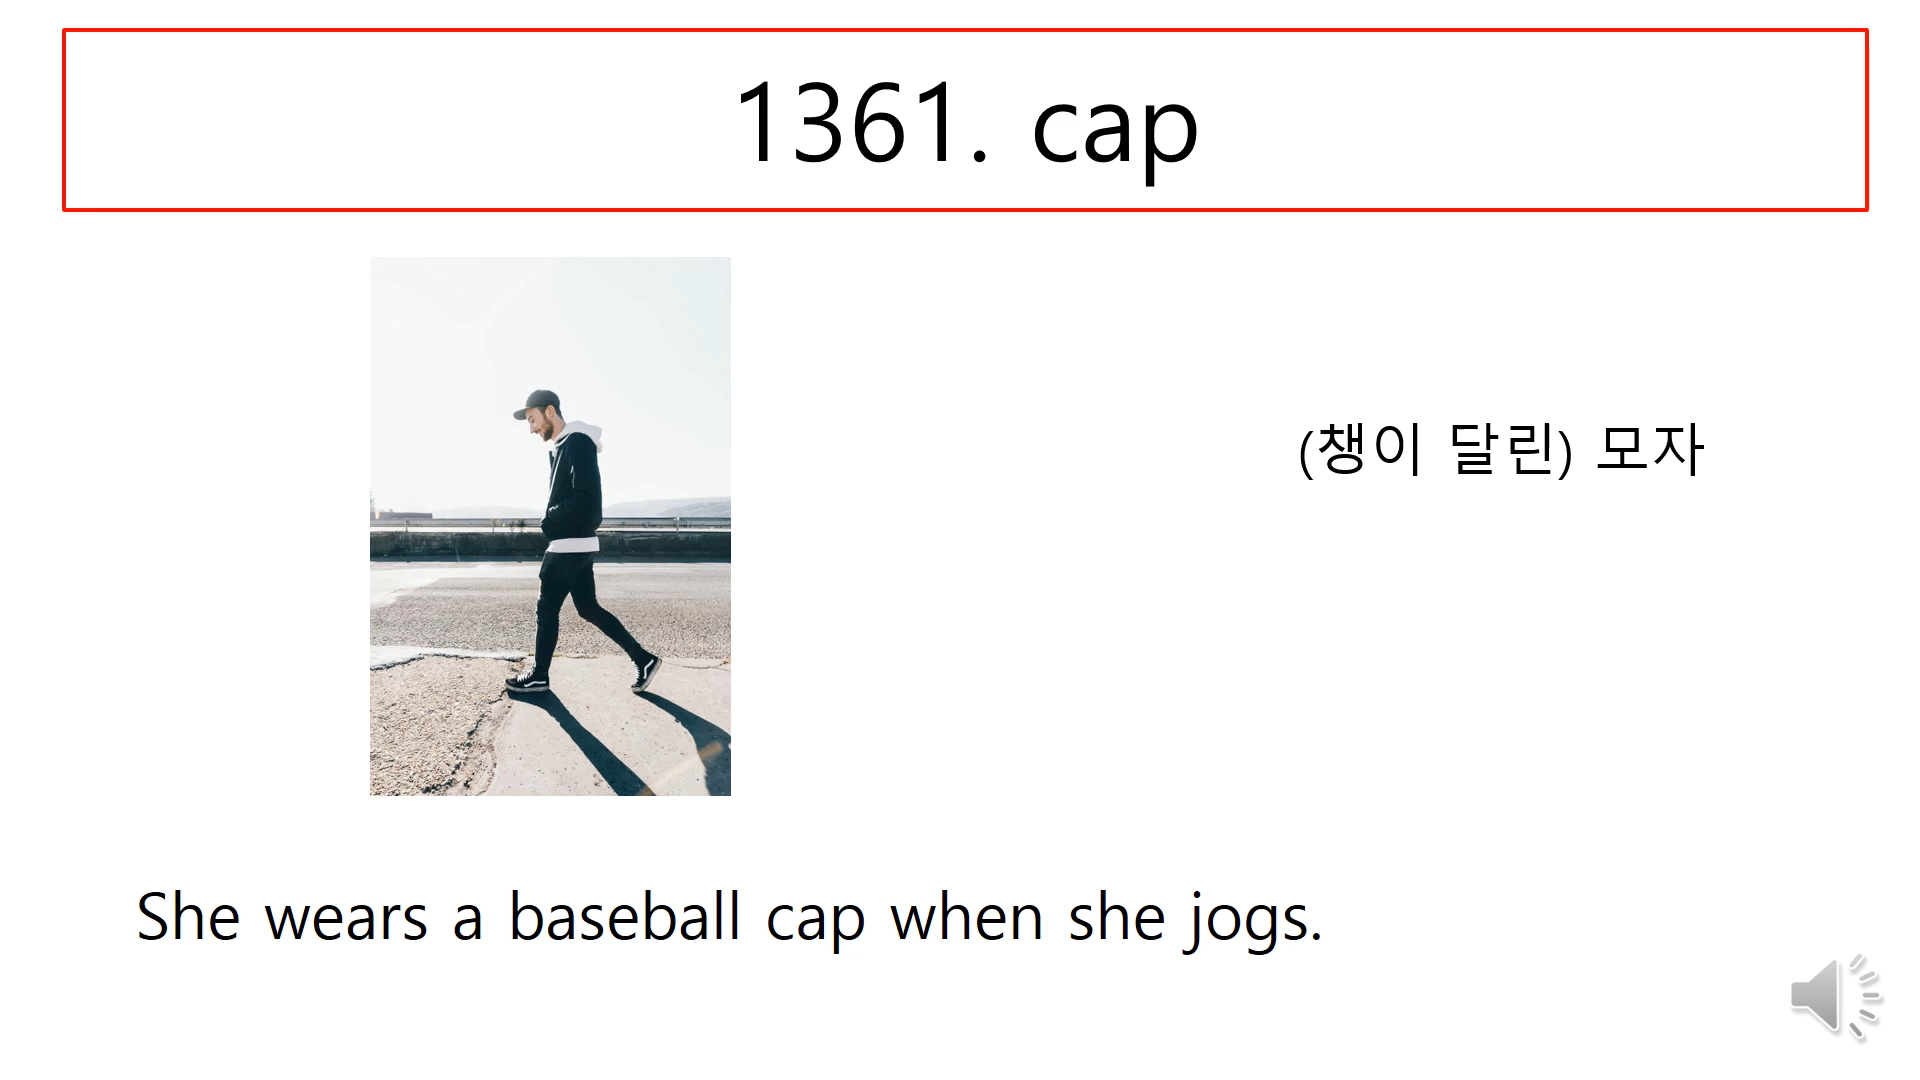 1361. cap
(챙이 달린) 모자
She wears a baseball cap when she jogs.